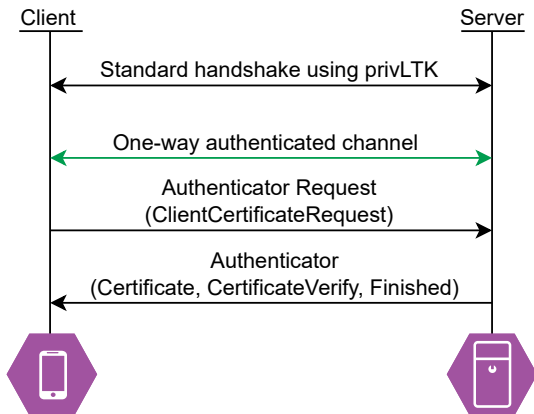 Client
Server
Standard handshake using privLTK
One-way authenticated channel
Authenticator Request
(ClientCertificateRequest)
Authenticator
(Certificate, CertificateVerify, Finished)